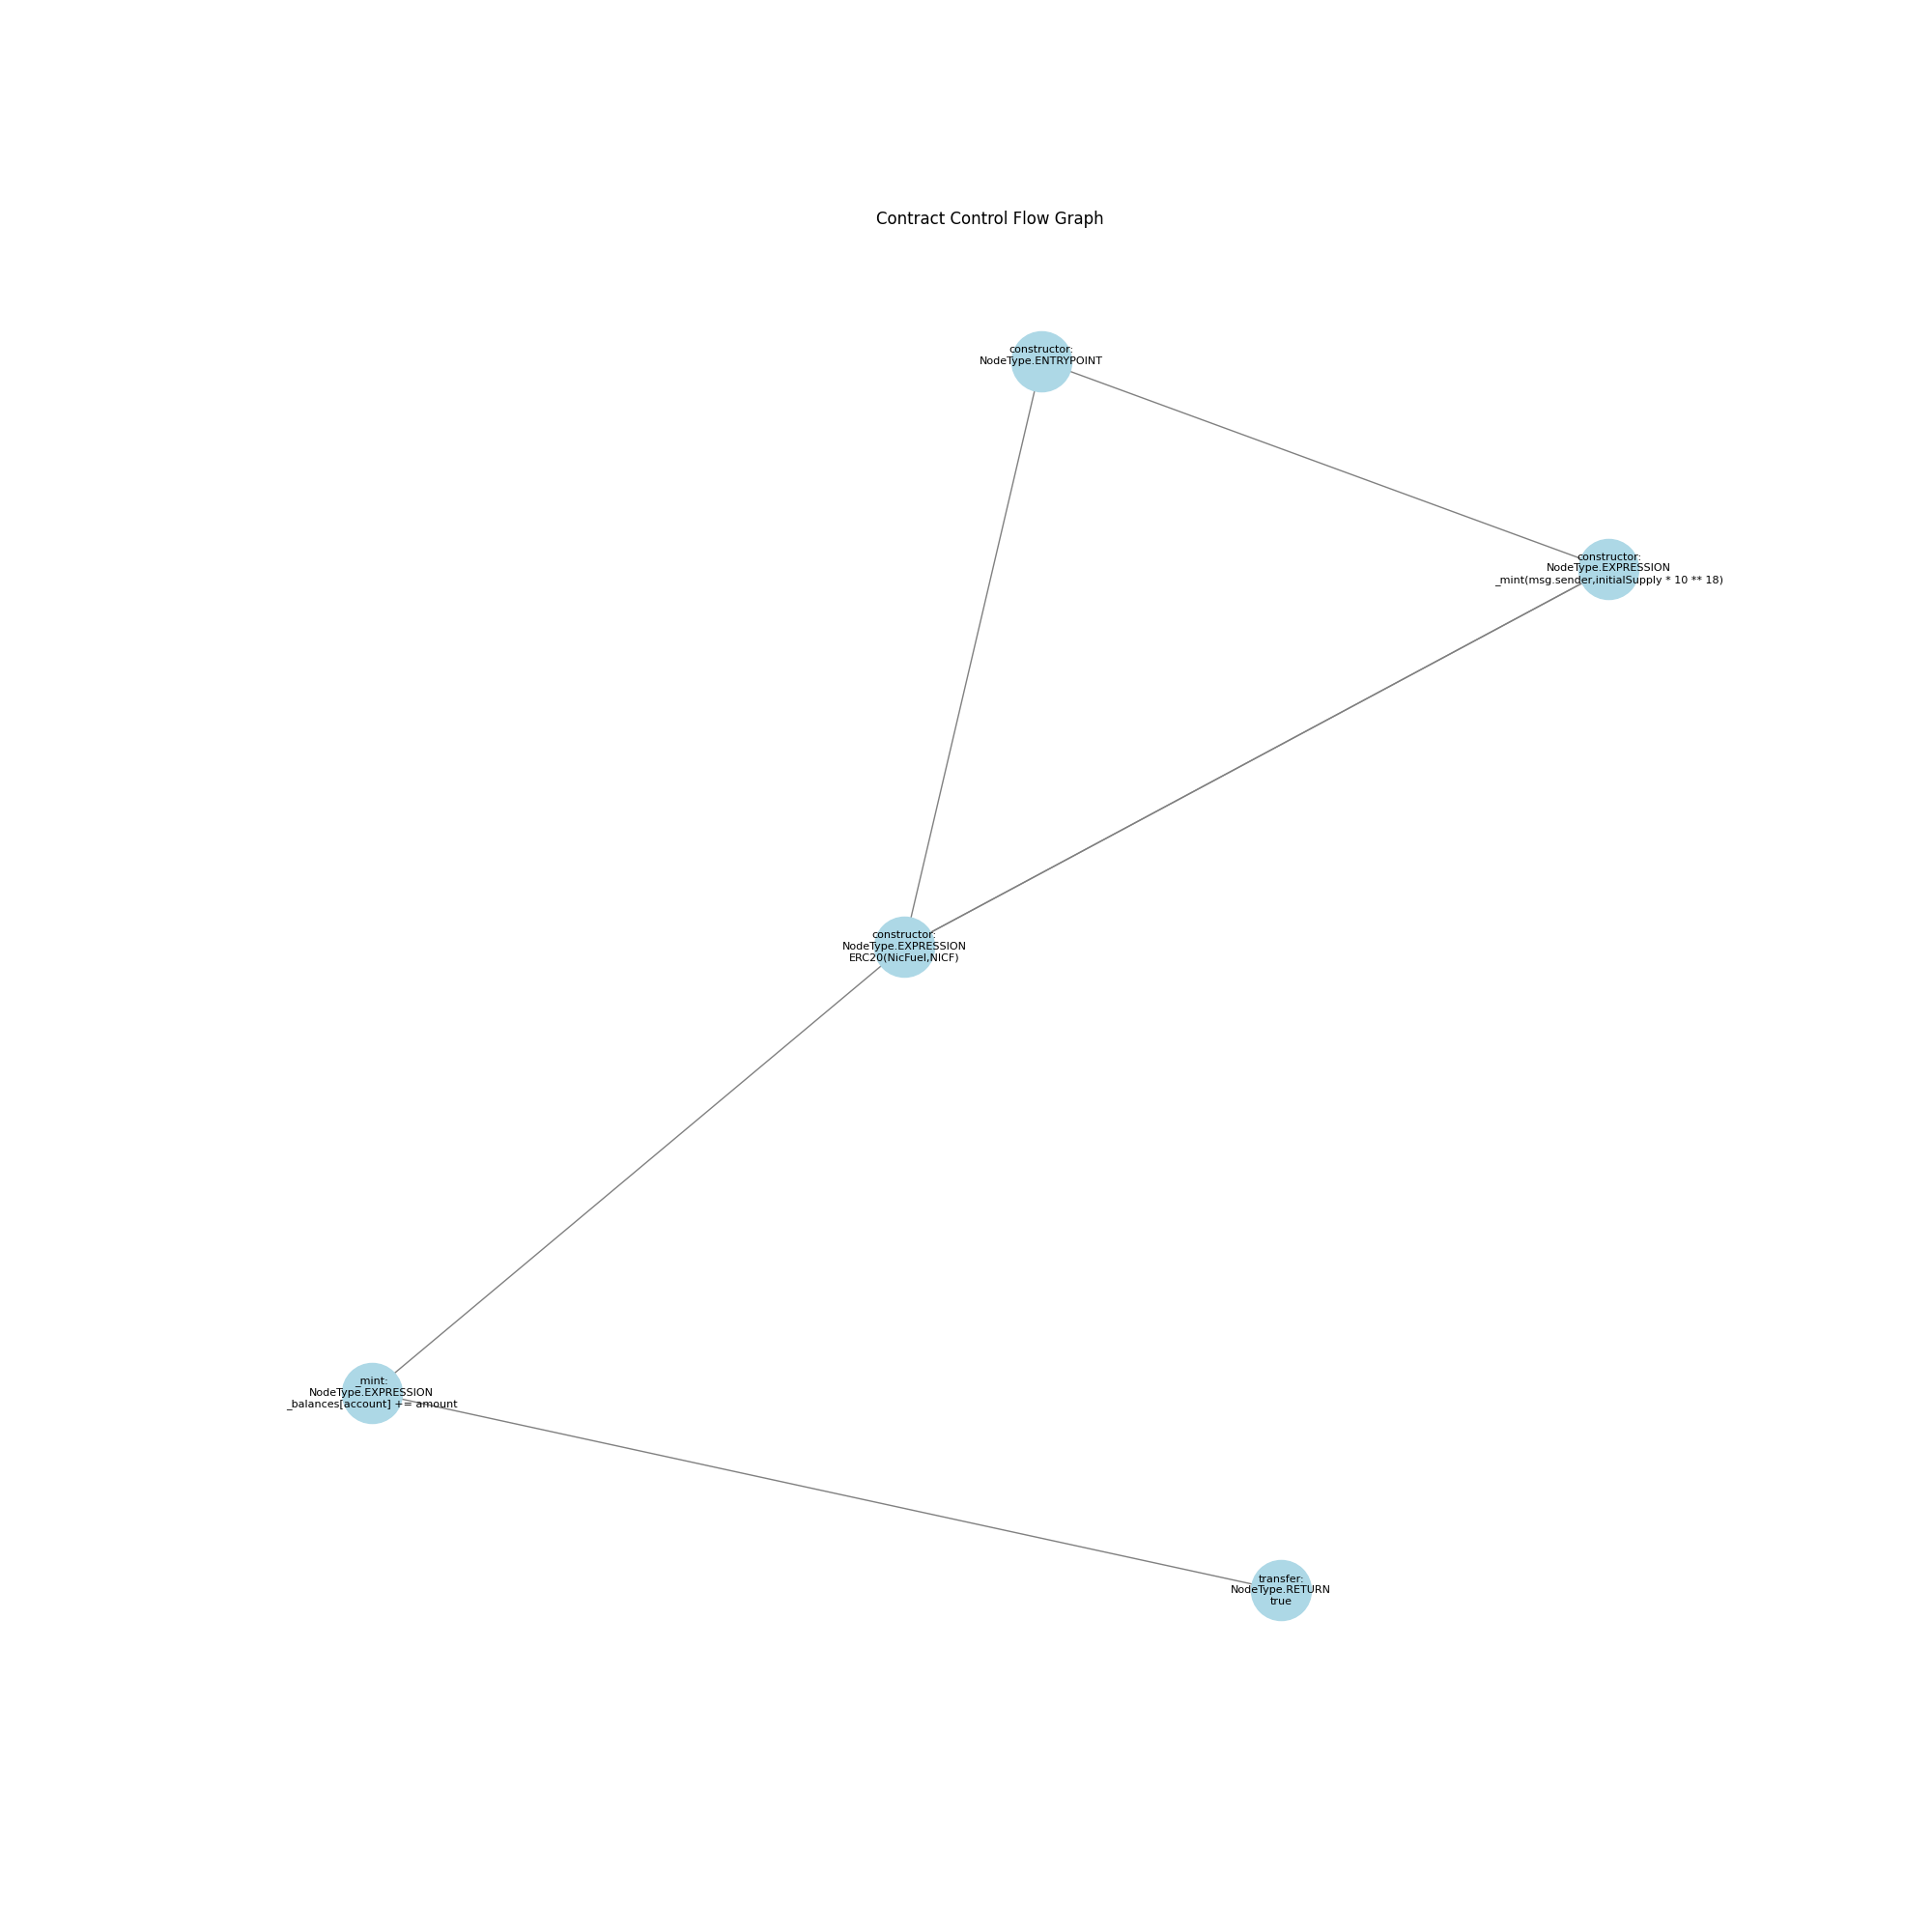 Contract Control Flow Graph
constructor:
NodeType.ENTRYPOINT
constructor:
NodeType.EXPRESSION
_mint(msg.sender,initialSupply * 10 ** 18)
constructor:
NodeType.EXPRESSION
ERC20(NicFuel,NICF)
_mint:
NodeType.EXPRESSION
_balances[account] += amount
transfer:
NodeType.RETURN
true